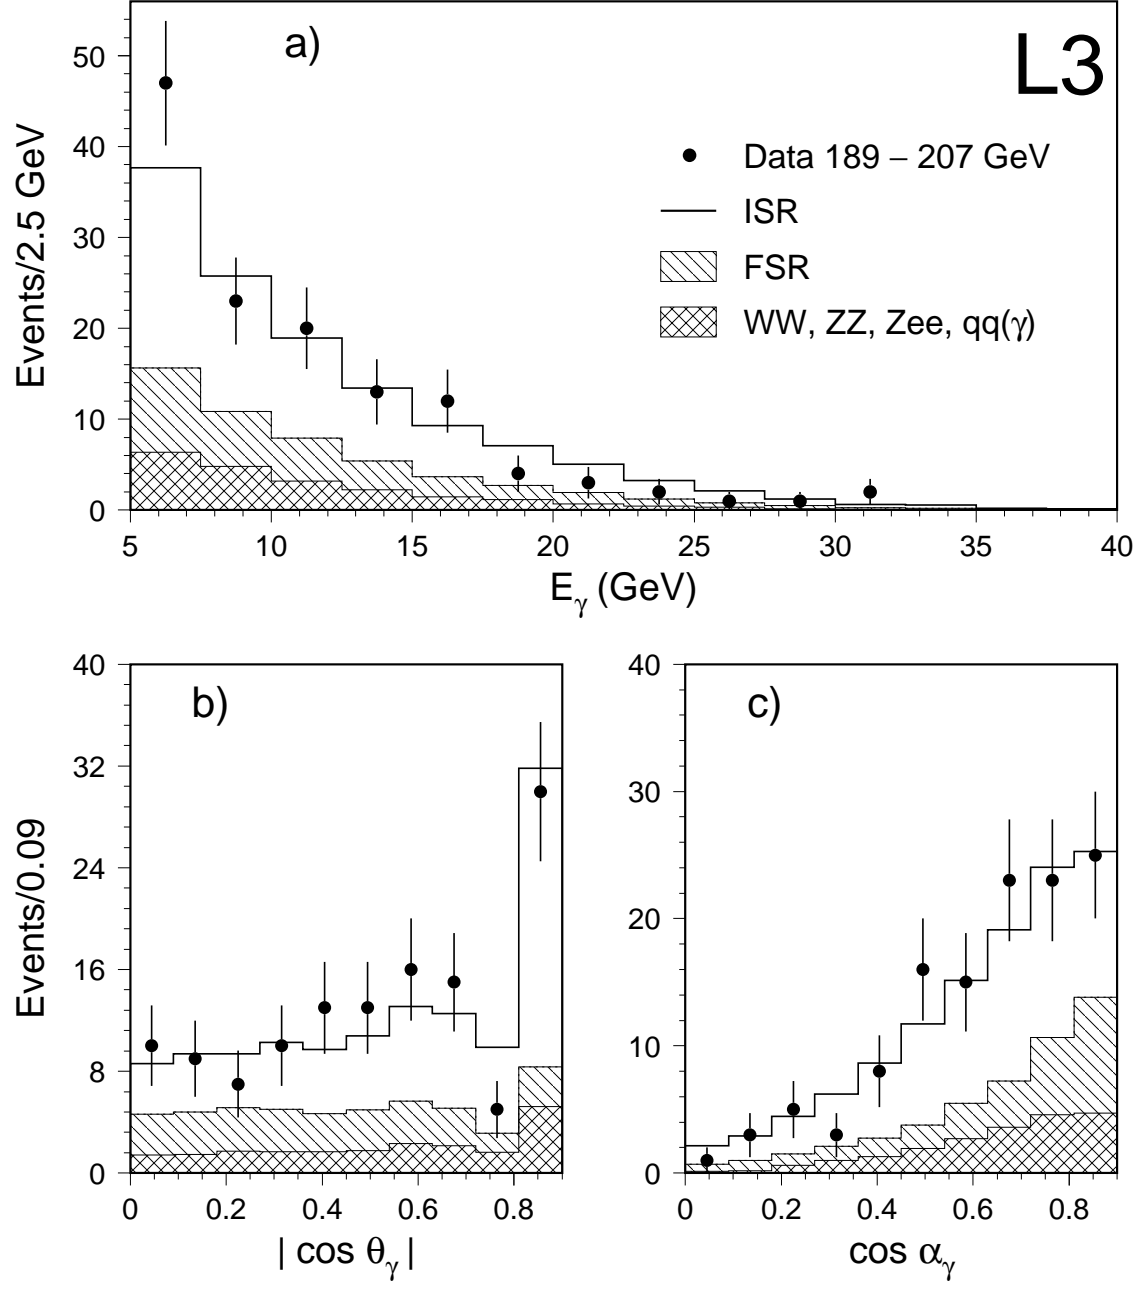 a)
L3
Events/2.5 GeV
50
40
30
20
10
0
Data 189 – 207 GeV
ISR
FSR
WW, ZZ, Zee, qq(γ)
5 10 15 20 25 30 35 40
Eγ (GeV)
b)
Events/0.09
40
32
24
16
8
0
0 0.2 0.4 0.6 0.8
| cos θγ |
c)
40
30
20
10
0
0 0.2 0.4 0.6 0.8
cos αγ